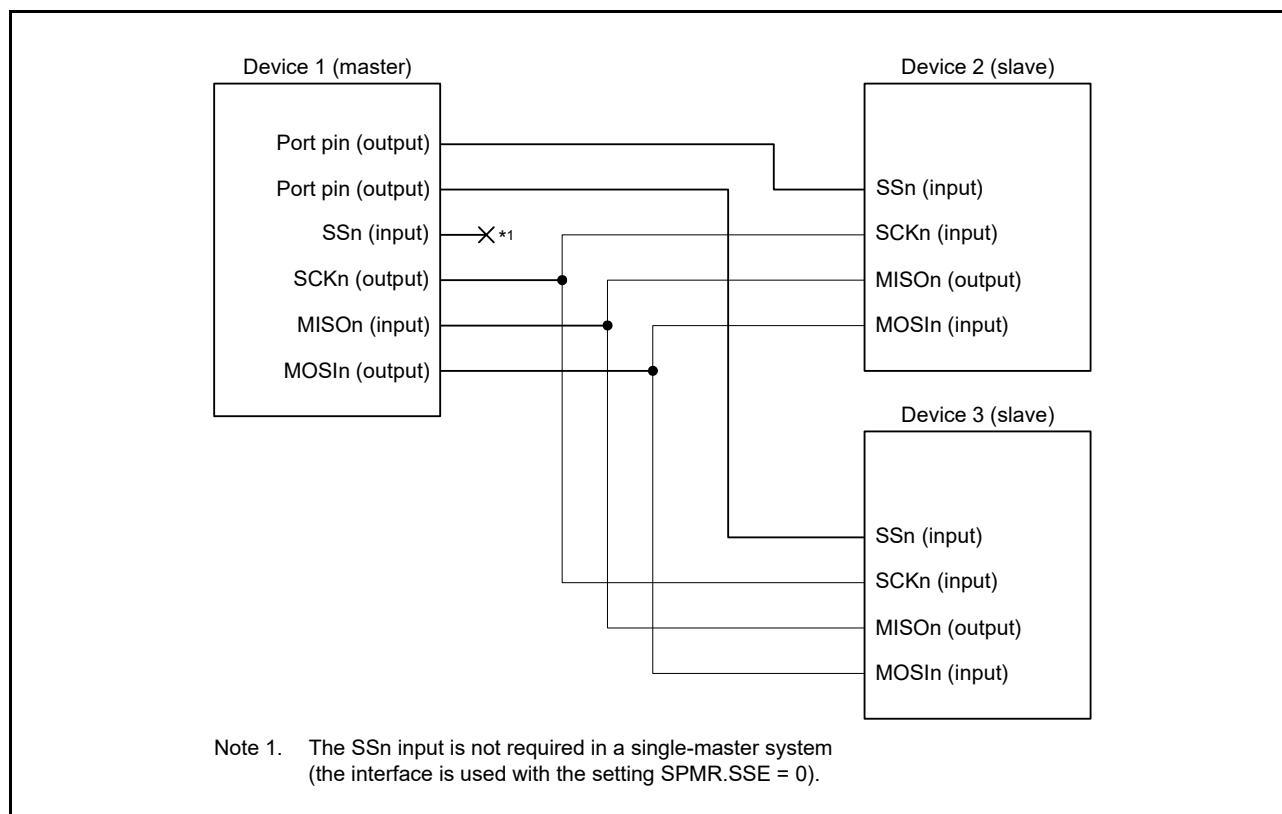 Device 1 (master)
Port pin (output)
Port pin (output)
SSn (input)
*1
SCKn (output)
MISOn (input)
MOSIn (output)
Device 2 (slave)
SSn (input)
SCKn (input)
MISOn (output)
MOSIn (input)
Device 3 (slave)
SSn (input)
SCKn (input)
MISOn (output)
MOSIn (input)
Note 1. The SSn input is not required in a single-master system
(the interface is used with the setting SPMR.SSE = 0).